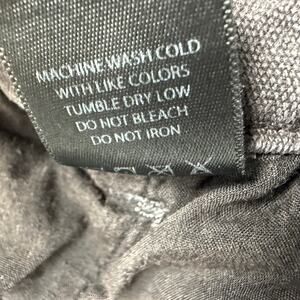 MACHINE WASH COLD
WITH LIKE COLORS
TUMBLE DRY LOW
DO NOT BLEACH
DO NOT IRON